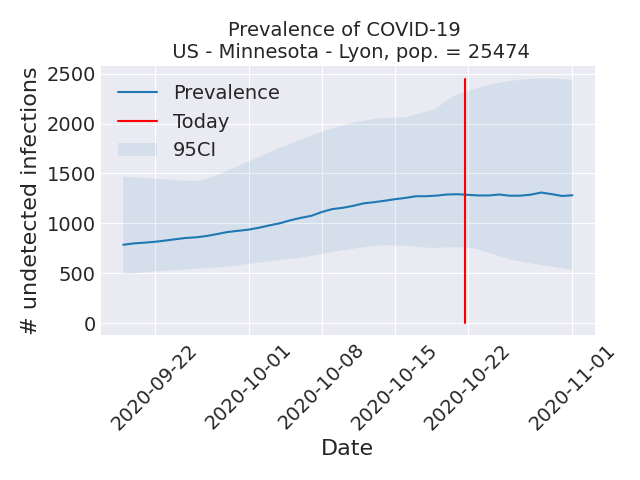 Prevalence of COVID-19
US - Minnesota - Lyon, pop. = 25474
2500
2000
1500
1000
500
0
# undetected infections
Prevalence
Today
95CI
2020-09-22
2020-10-01
2020-10-08
2020-10-15
2020-10-22
2020-11-01
Date